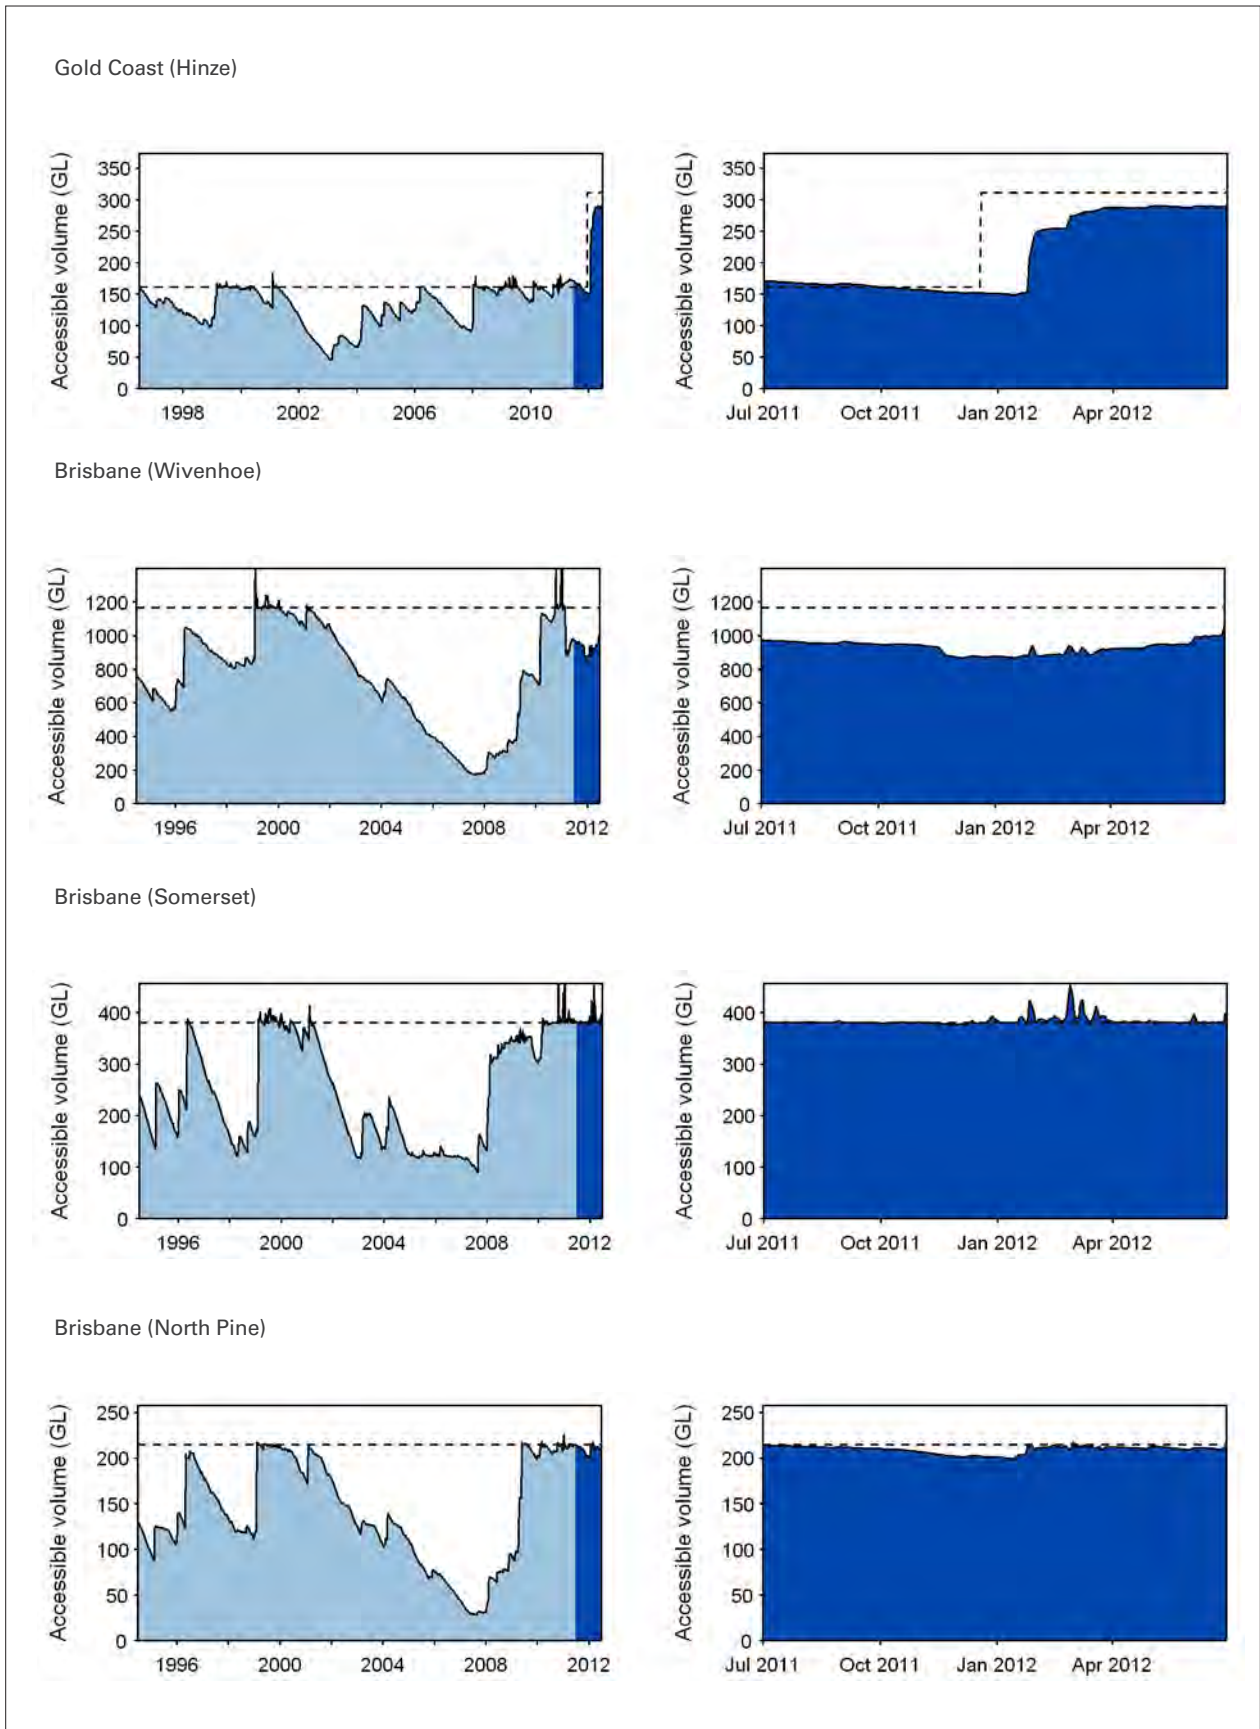 Gold Coast (Hinze)
Accessible volume (GL)
350
300
250
200
150
100
50
0
1998 2002 2006 2010
Accessible volume (GL)
350
300
250
200
150
100
50
0
Jul 2011 Oct 2011 Jan 2012 Apr 2012
Brisbane (Wivenhoe)
Accessible volume (GL)
1200
1000
800
600
400
200
0
1996 2000 2004 2008 2012
Accessible volume (GL)
1200
1000
800
600
400
200
0
Jul 2011 Oct 2011 Jan 2012 Apr 2012
Brisbane (Somerset)
Accessible volume (GL)
400
300
200
100
0
1996 2000 2004 2008 2012
Accessible volume (GL)
400
300
200
100
0
Jul 2011 Oct 2011 Jan 2012 Apr 2012
Brisbane (North Pine)
Accessible volume (GL)
250
200
150
100
50
0
1996 2000 2004 2008 2012
Accessible volume (GL)
250
200
150
100
50
0
Jul 2011 Oct 2011 Jan 2012 Apr 2012